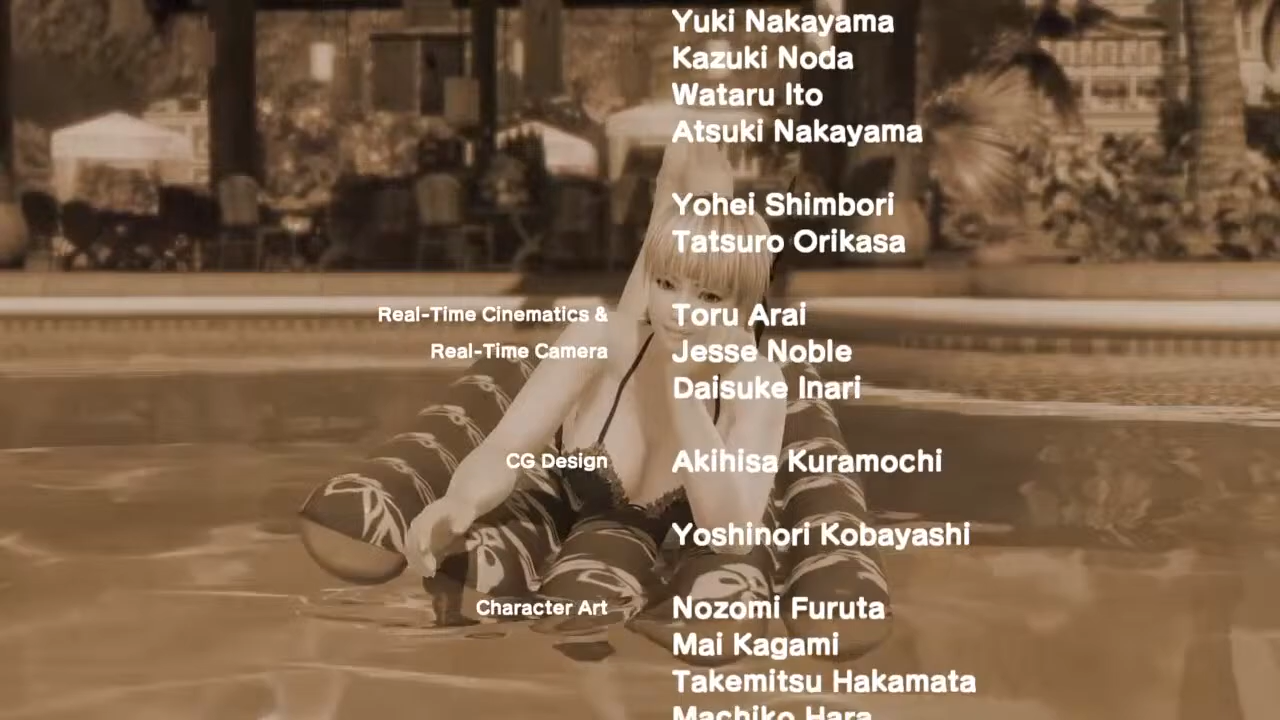 Yuki Nakayama
Kazuki Noda
Wataru Ito
Atsuki Nakayama
Yohei Shimbori
Tatsuro Orikasa
Real-Time Cinematics & Toru Arai
Real-Time Camera Jesse Noble
Daisuke Inari
CG Design Akihisa Kuramochi
Yoshinori Kobayashi
Character Art Nozomi Furuta
Mai Kagami
Takemitsu Hakamata
Machiko Hara